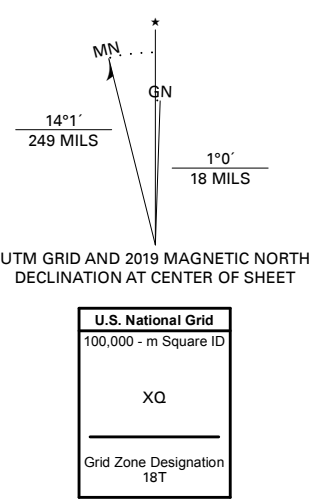 ★
MN
GN
14°1´
249 MILS
1°0´
18 MILS
UTM GRID AND 2019 MAGNETIC NORTH
DECLINATION AT CENTER OF SHEET
U.S. National Grid
100,000 - m Square ID
XQ
Grid Zone Designation
18T